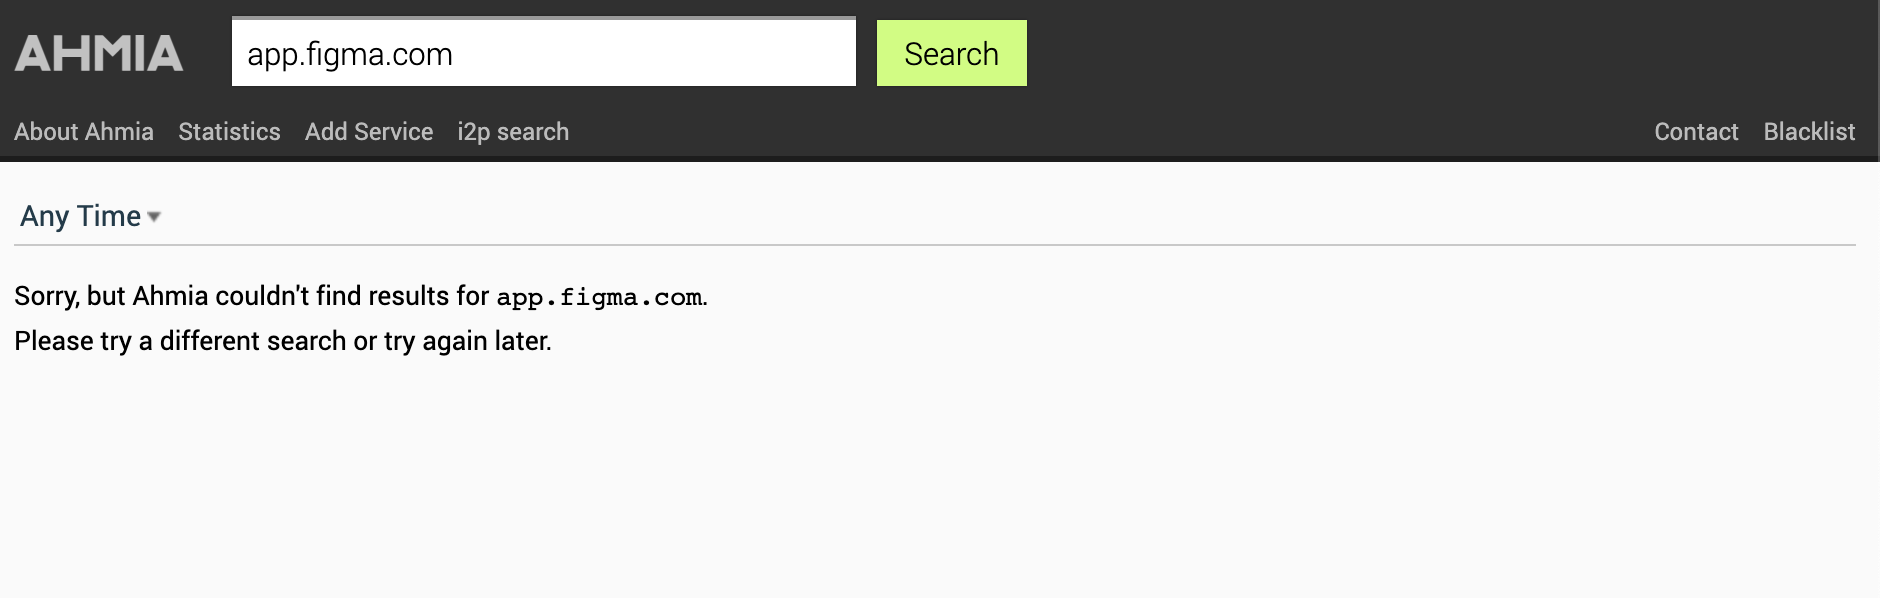 AHMIA
app.figma.com
Search
About Ahmia Statistics Add Service i2p search
Contact Blacklist
Any Time
Sorry, but Ahmia couldn't find results for app.figma.com.
Please try a different search or try again later.